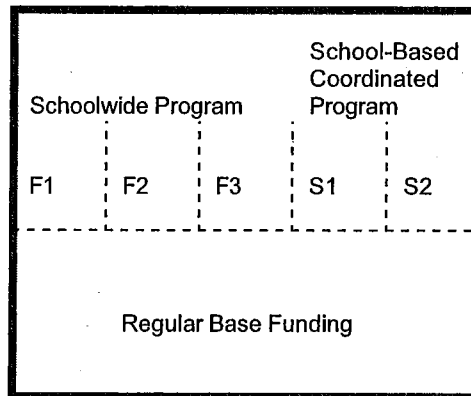 School-Based
Coordinated
Schoolwide Program Program
F1 F2 F3 S1 S2
Regular Base Funding